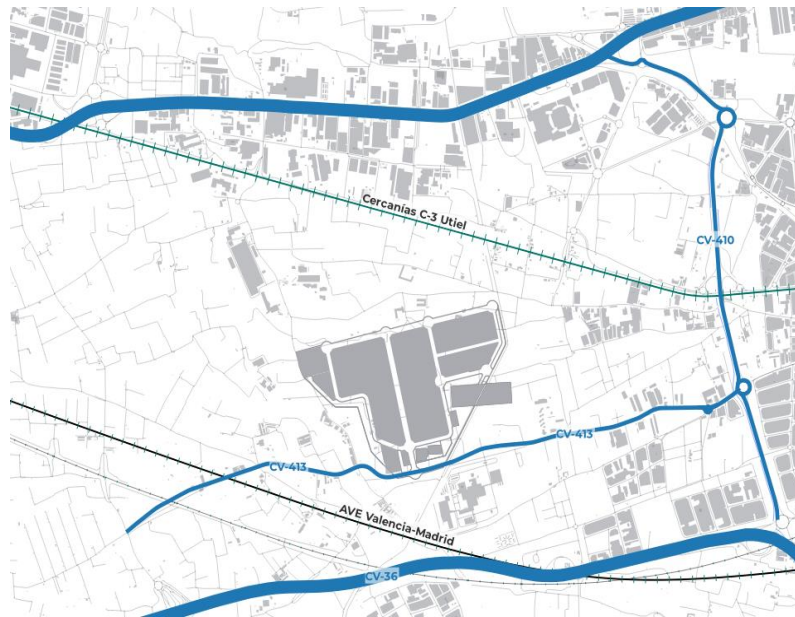 Cercanías C-3 Utiel
CV-410
CV-413
CV-413
AVE Valencia-Madrid
CV-36